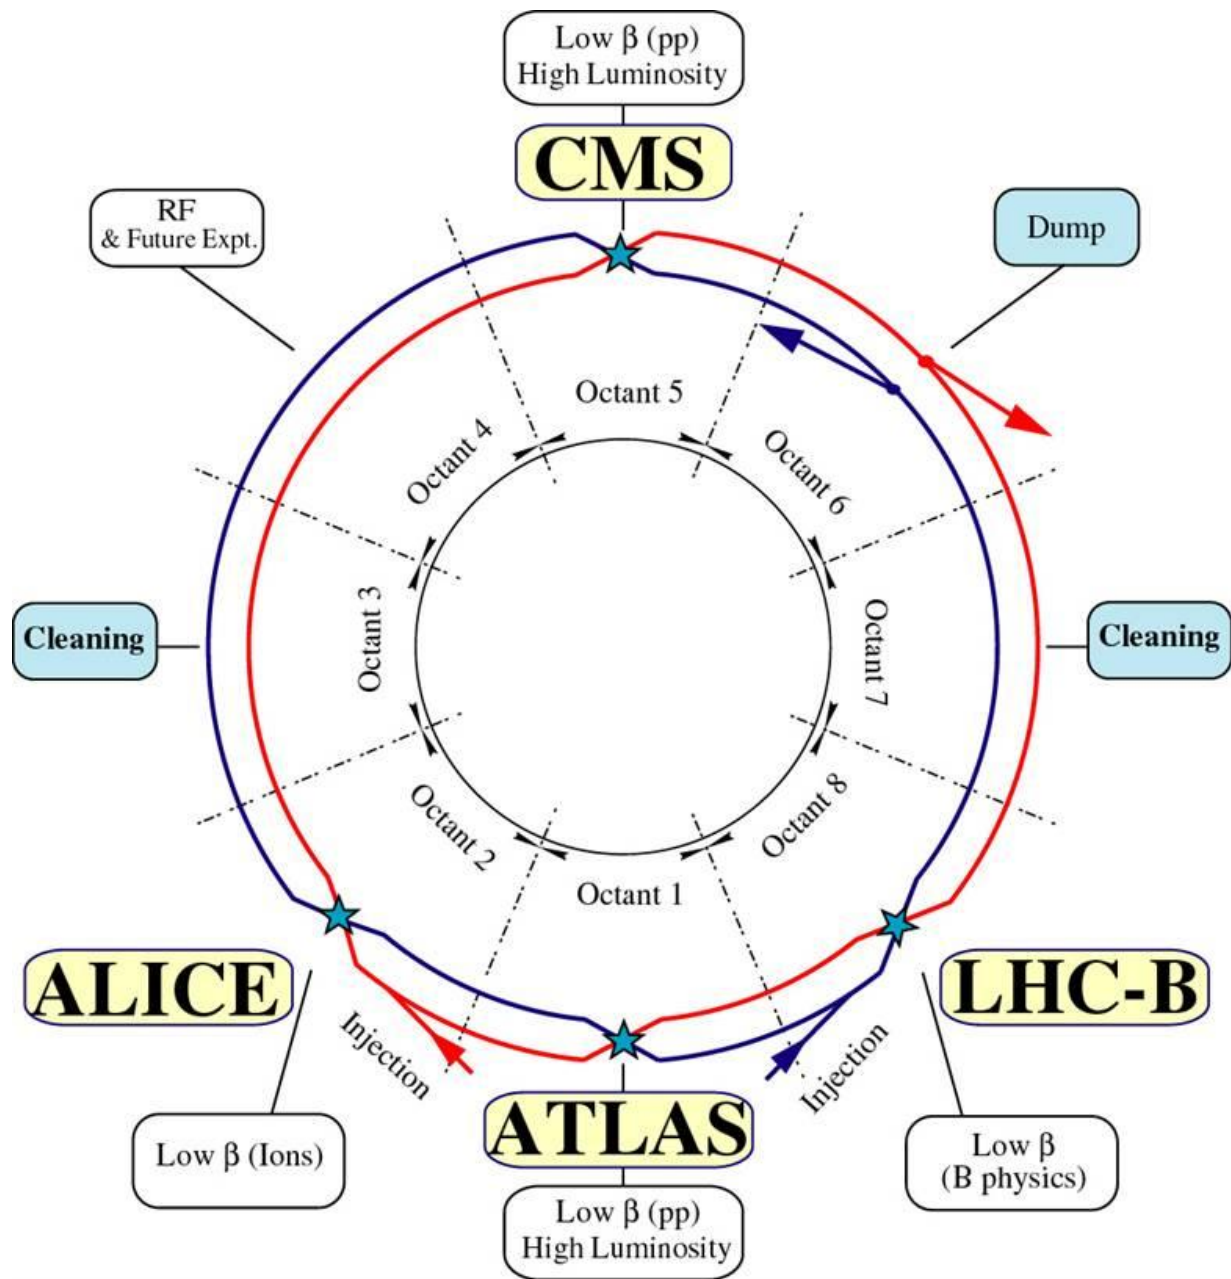 Low β (pp)
High Luminosity
CMS
RF
& Future Expt.
Dump
Octant 5
Octant 4
Octant 6
Cleaning
Octant 3
Octant 7
Cleaning
Octant 2
Octant 8
Octant 1
ALICE
LHC-B
Injection
Injection
ATLAS
Low β (Ions)
Low β
(B physics)
Low β (pp)
High Luminosity